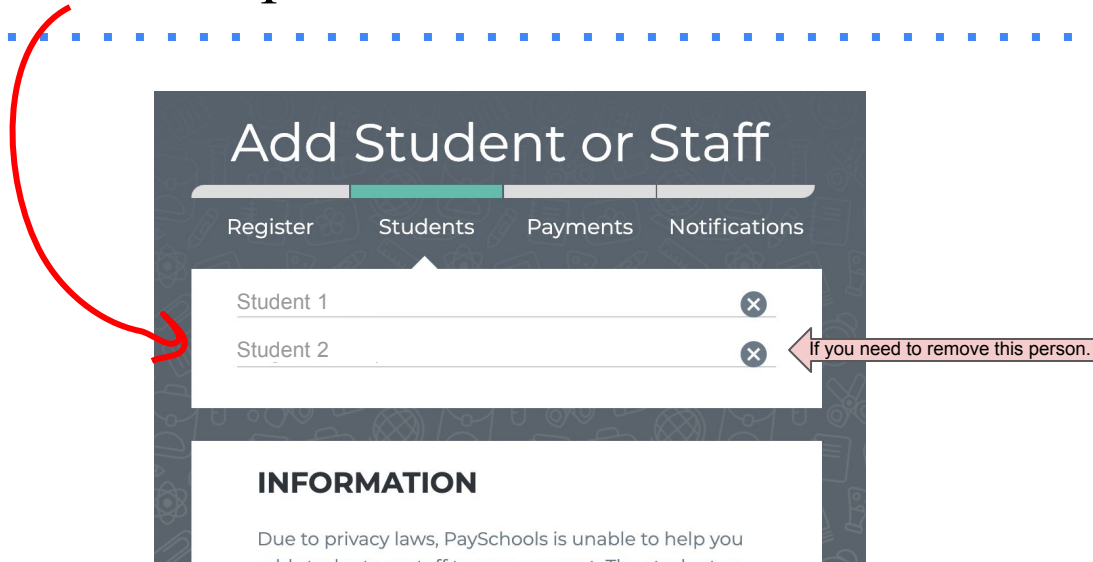 Add Student or Staff
Register Students Payments Notifications
Student 1
Student 2
If you need to remove this person.
INFORMATION
Due to privacy laws, PaySchools is unable to help you